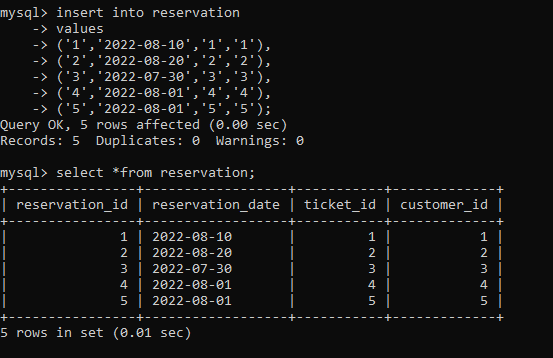 mysql> insert into reservation
    -> values
    -> ('1','2022-08-10','1','1'),
    -> ('2','2022-08-20','2','2'),
    -> ('3','2022-07-30','3','3'),
    -> ('4','2022-08-01','4','4'),
    -> ('5','2022-08-01','5','5');
Query OK, 5 rows affected (0.00 sec)
Records: 5  Duplicates: 0  Warnings: 0

mysql> select *from reservation;
+----------------+------------------+-----------+-------------+
| reservation_id | reservation_date | ticket_id | customer_id |
+----------------+------------------+-----------+-------------+
|              1 | 2022-08-10       |         1 |           1 |
|              2 | 2022-08-20       |         2 |           2 |
|              3 | 2022-07-30       |         3 |           3 |
|              4 | 2022-08-01       |         4 |           4 |
|              5 | 2022-08-01       |         5 |           5 |
+----------------+------------------+-----------+-------------+
5 rows in set (0.01 sec)